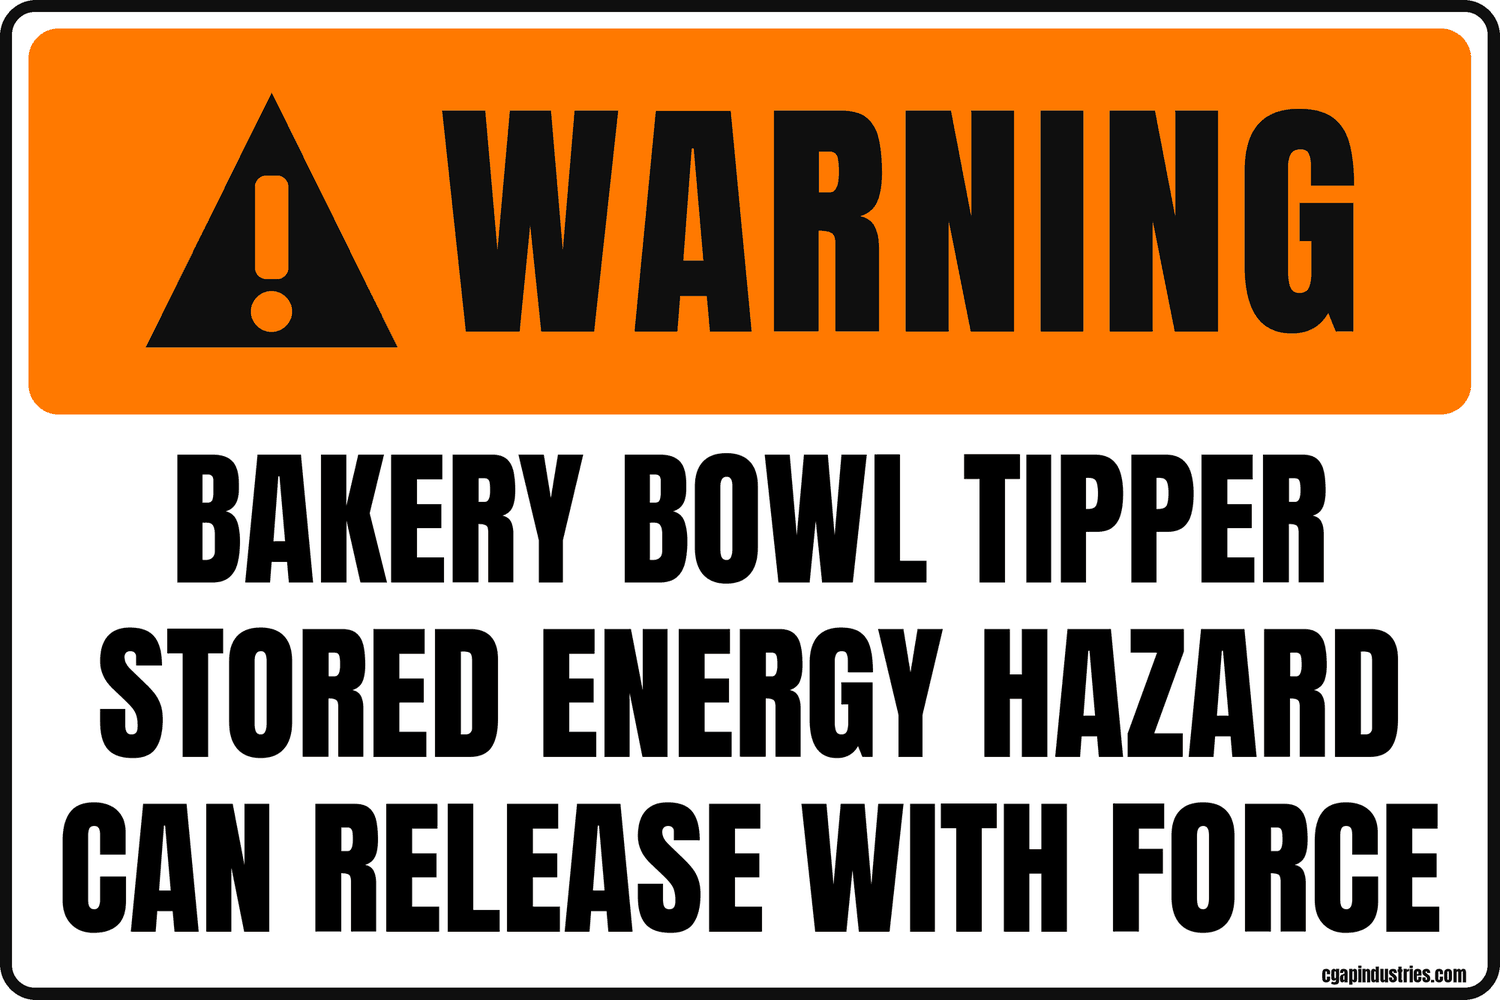 WARNING
BAKERY BOWL TIPPER
STORED ENERGY HAZARD
CAN RELEASE WITH FORCE
cgapindustries.com